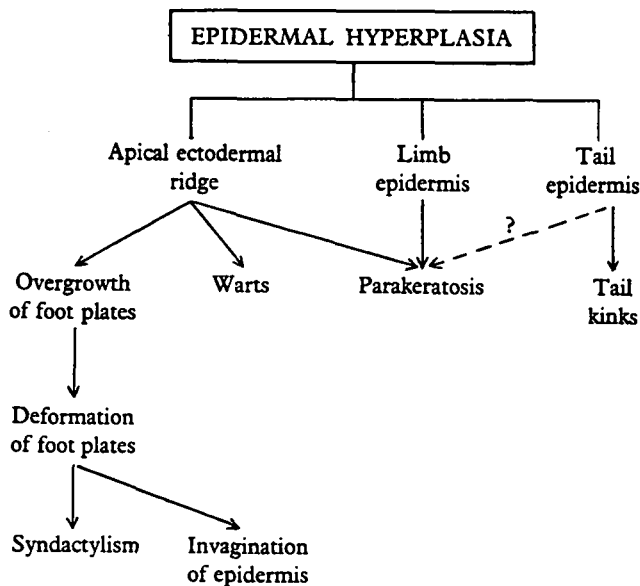 EPIDERMAL HYPERPLASIA
Apical ectodermal
ridge
Limb
epidermis
Tail
epidermis
?
Overgrowth
of foot plates
Warts
Parakeratosis
Tail
kinks
Deformation
of foot plates
Syndactylism
Invagination
of epidermis